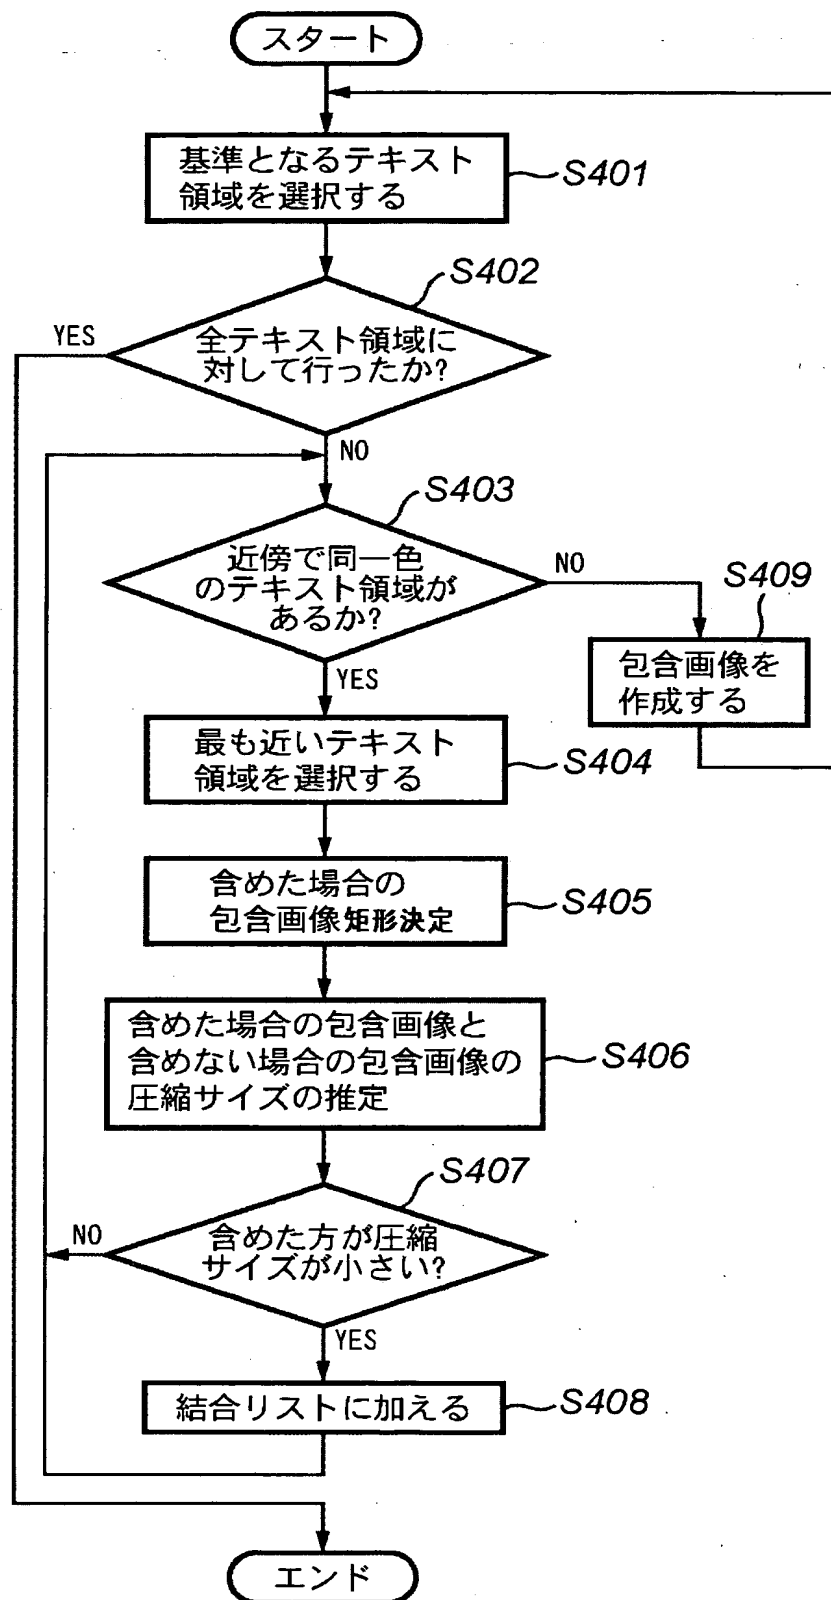 スタート
基準となるテキスト
領域を選択する
S401
S402
YES
全テキスト領域に
対して行ったか?
NO
S403
近傍で同一色
のテキスト領域が
あるか?
NO
S409
包含画像を
作成する
YES
最も近いテキスト
領域を選択する
S404
含めた場合の
包含画像矩形決定
S405
含めた場合の包含画像と
含めない場合の包含画像の
圧縮サイズの推定
S406
S407
NO
含めた方が圧縮
サイズが小さい?
YES
結合リストに加える
S408
エンド